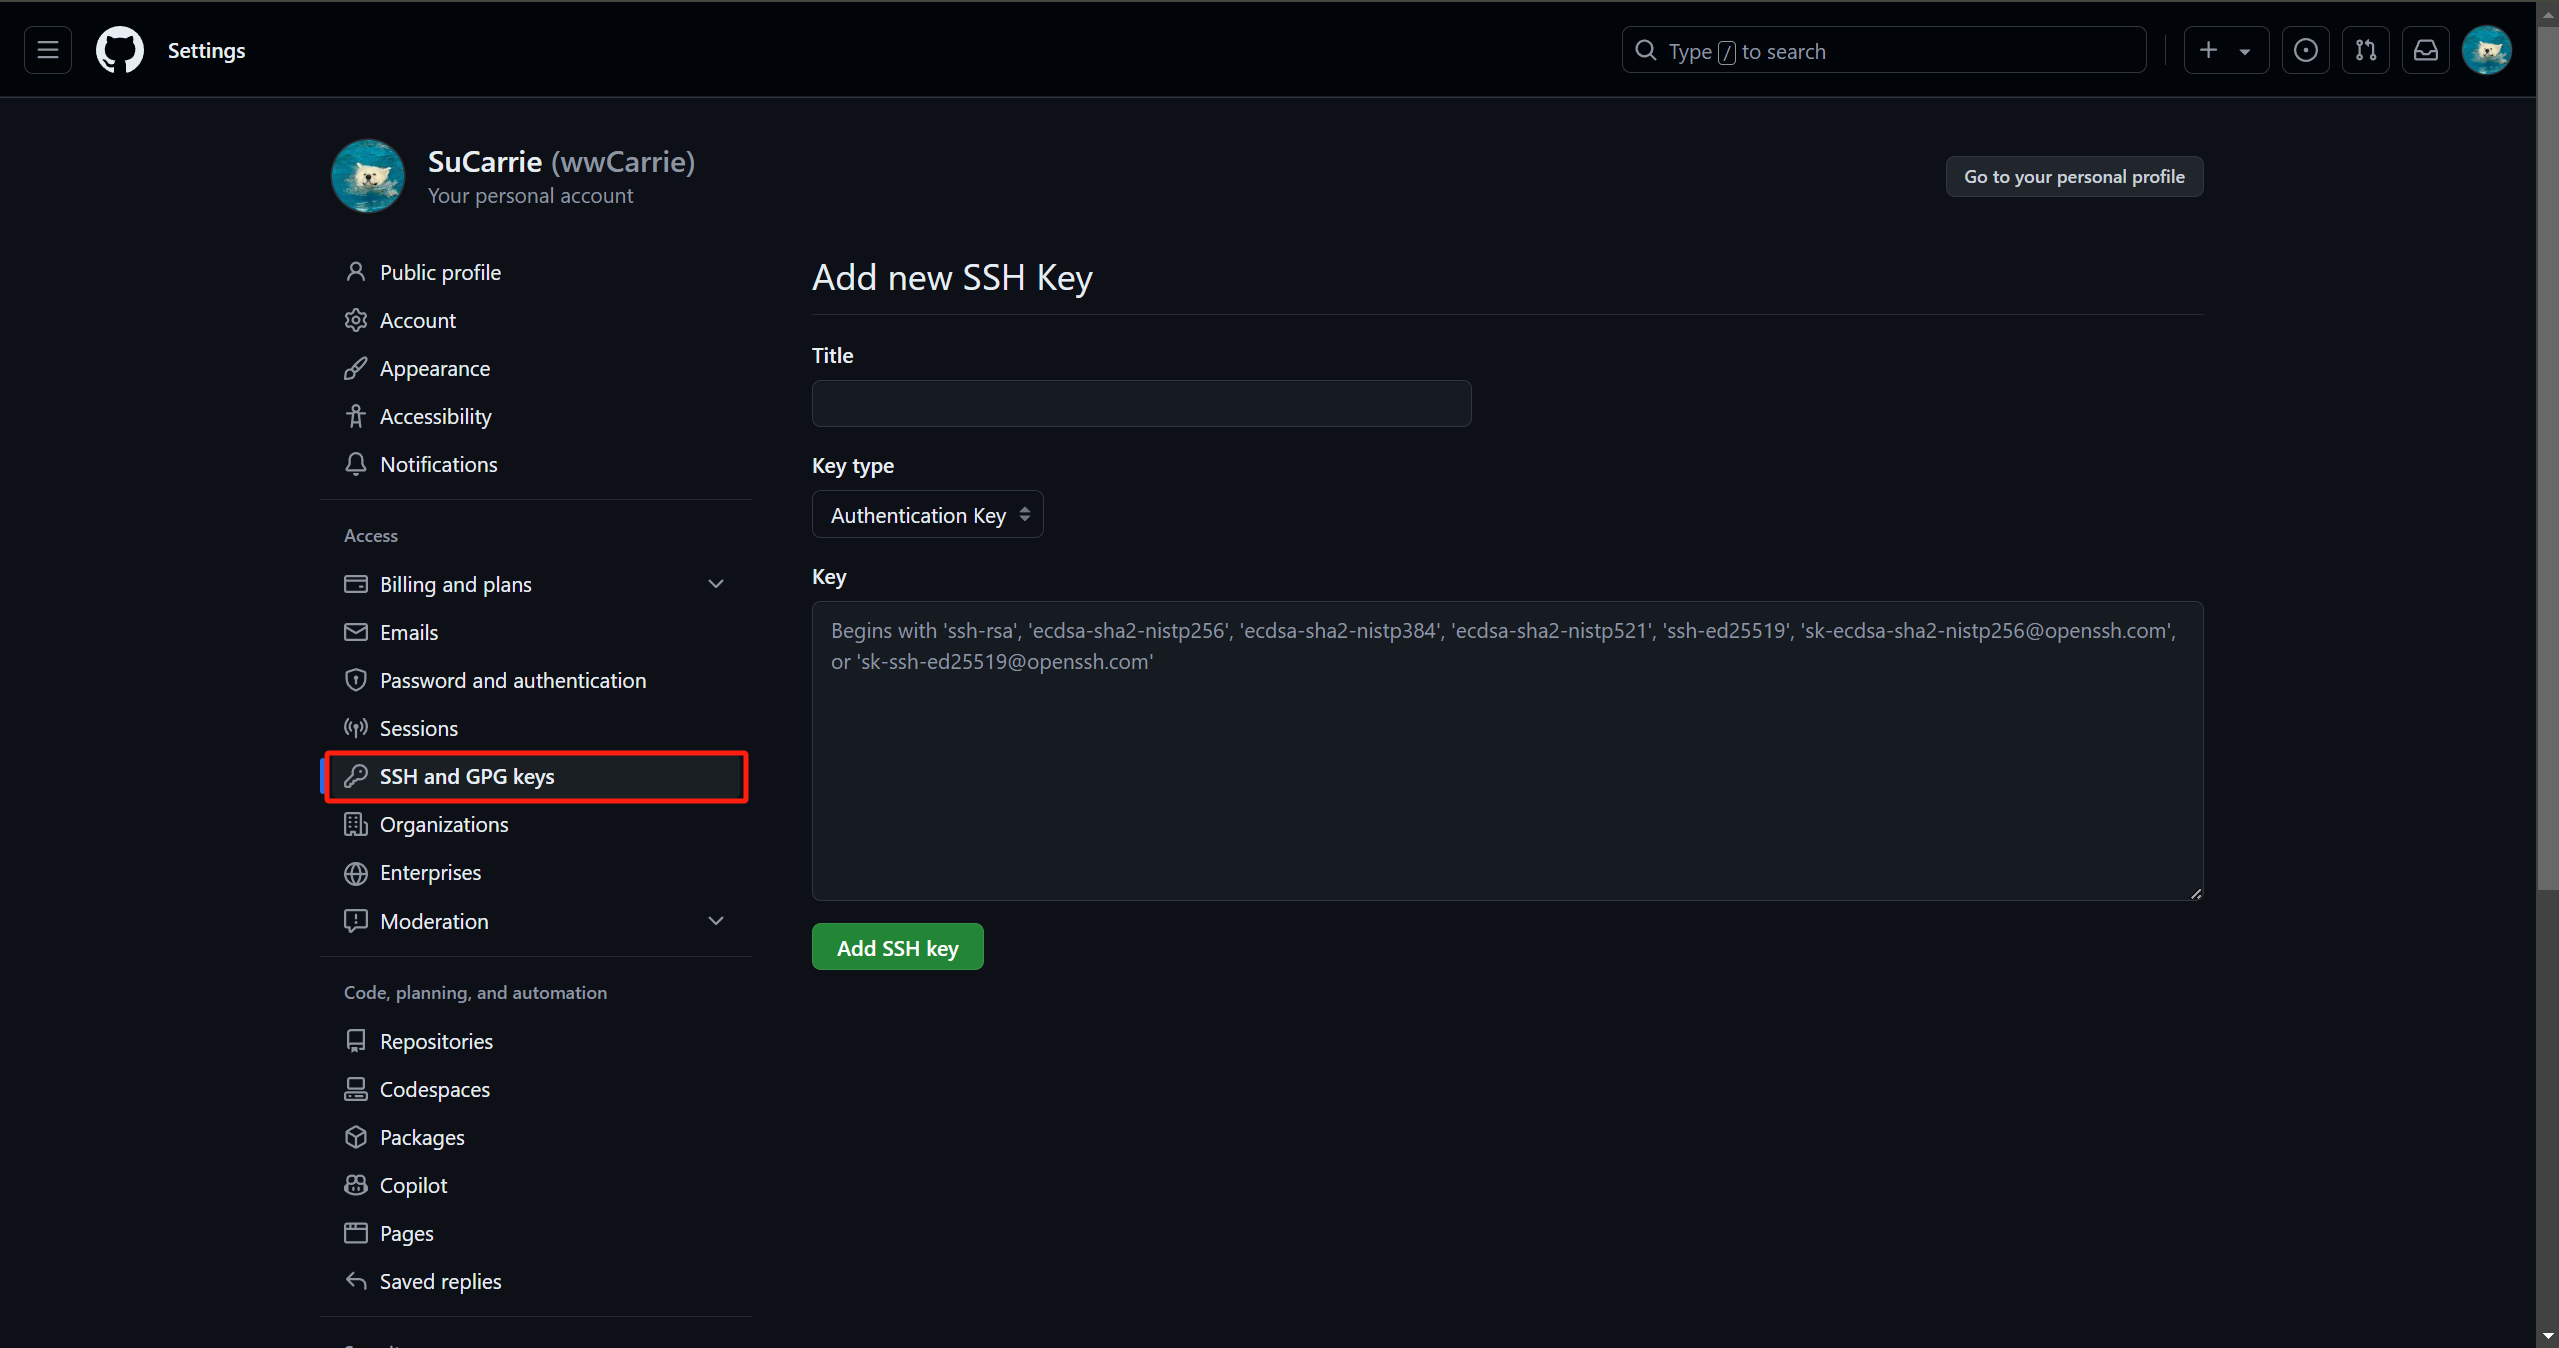 Settings
Type / to search
SuCarrie (wwCarrie)
Your personal account
Go to your personal profile
Public profile
Account
Appearance
Accessibility
Notifications
Access
Billing and plans
Emails
Password and authentication
Sessions
SSH and GPG keys
Organizations
Enterprises
Moderation
Code, planning, and automation
Repositories
Codespaces
Packages
Copilot
Pages
Saved replies
Add new SSH Key
Title
Key type
Authentication Key
Key
Begins with 'ssh-rsa', 'ecdsa-sha2-nistp256', 'ecdsa-sha2-nistp384', 'ecdsa-sha2-nistp521', 'ssh-ed25519', 'sk-ecdsa-sha2-nistp256@openssh.com',
or 'sk-ssh-ed25519@openssh.com'
Add SSH key